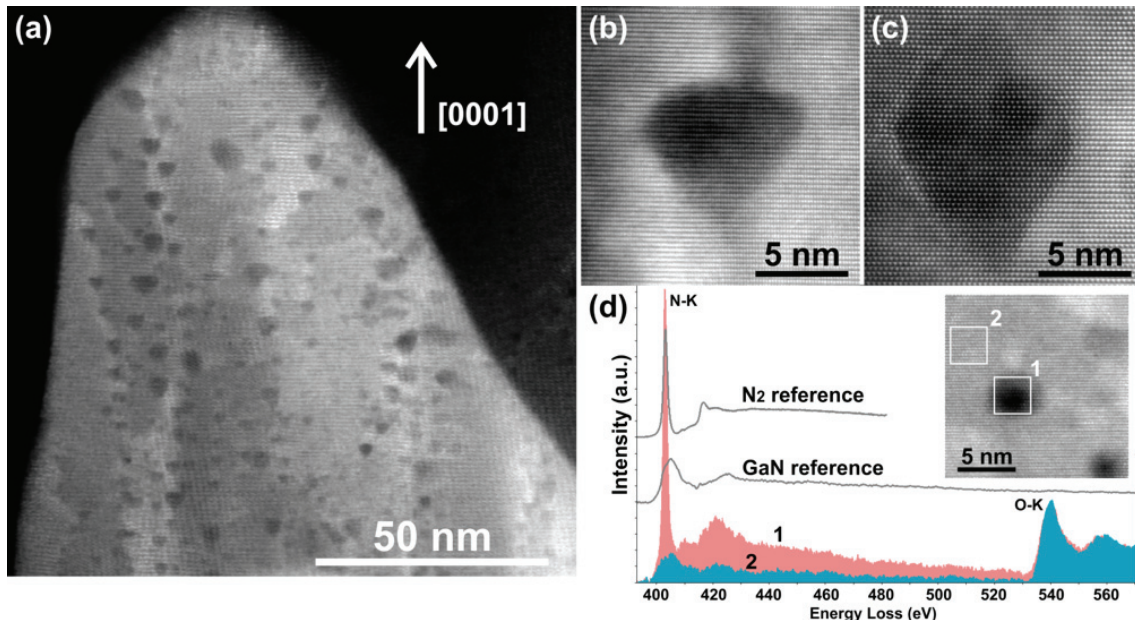 (a)
[0001]
50 nm
(b)
5 nm
(c)
5 nm
(d)
N-K
N2 reference
GaN reference
O-K
1
2
2
1
5 nm
Intensity (a.u.)
400 420 440 460 480 500 520 540 560
Energy Loss (eV)